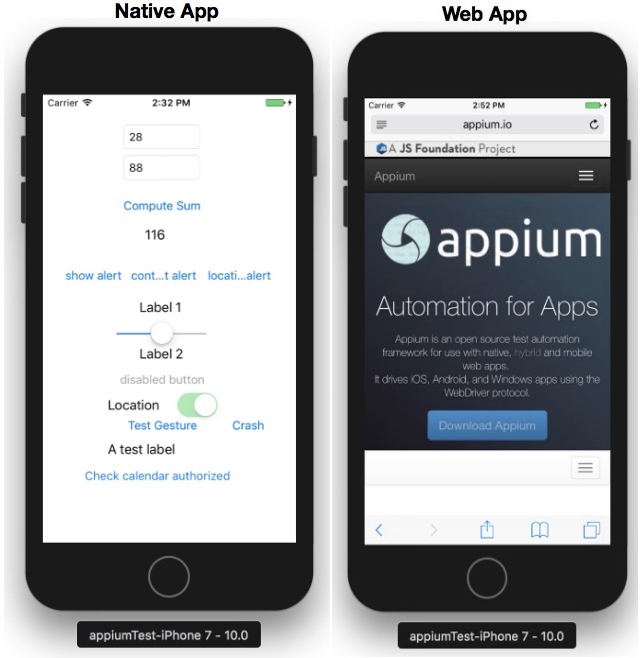 Native App
Carrier 2:32 PM
28
88
Compute Sum
116
show alert cont...t alert locati...alert
Label 1
Label 2
disabled button
Location
Test Gesture Crash
A test label
Check calendar authorized
appiumTest-iPhone 7 - 10.0
Web App
Carrier 2:52 PM
appium.io
A JS Foundation Project
Appium
appium
Automation for Apps
Appium is an open source test automation
framework for use with native, hybrid and mobile
web apps.
It drives iOS, Android, and Windows apps using the
WebDriver protocol.
Download Appium
appiumTest-iPhone 7 - 10.0